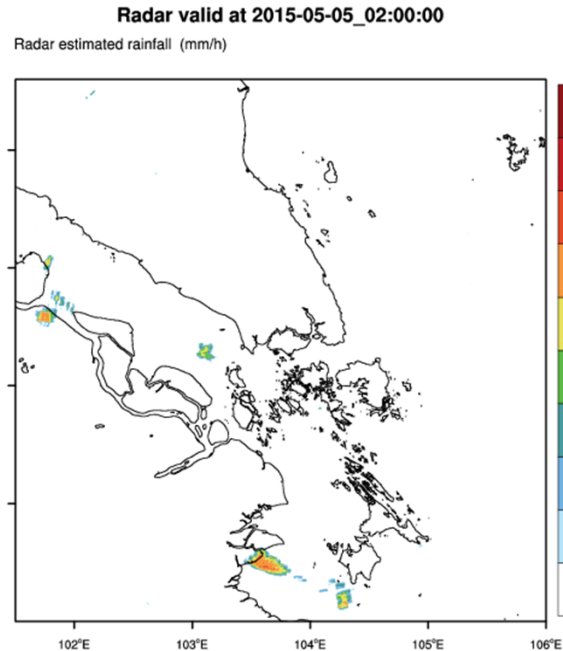 Radar valid at 2015-05-05_02:00:00
Radar estimated rainfall  (mm/h)
102°E 103°E 104°E 105°E 106°E